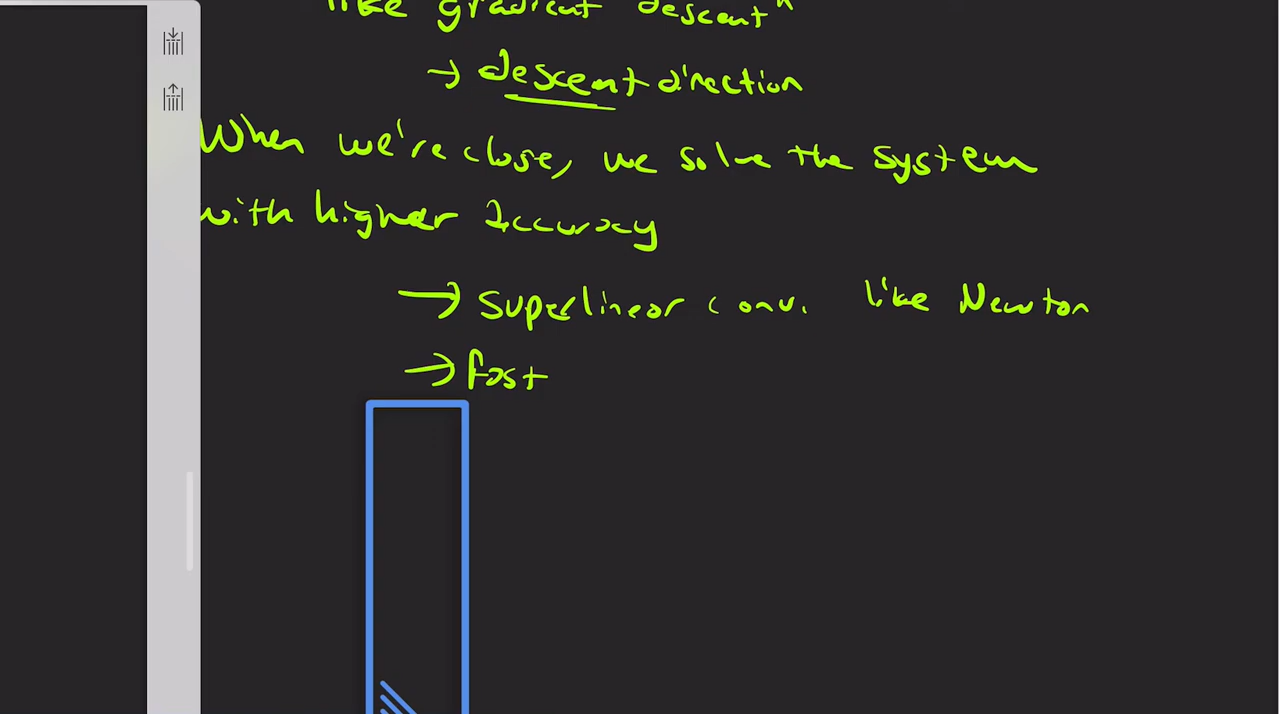 like gradient descent"
→ descent direction
When we're close, we solve the system
with higher accuracy
→ superlinear conv. like Newton
→ fast